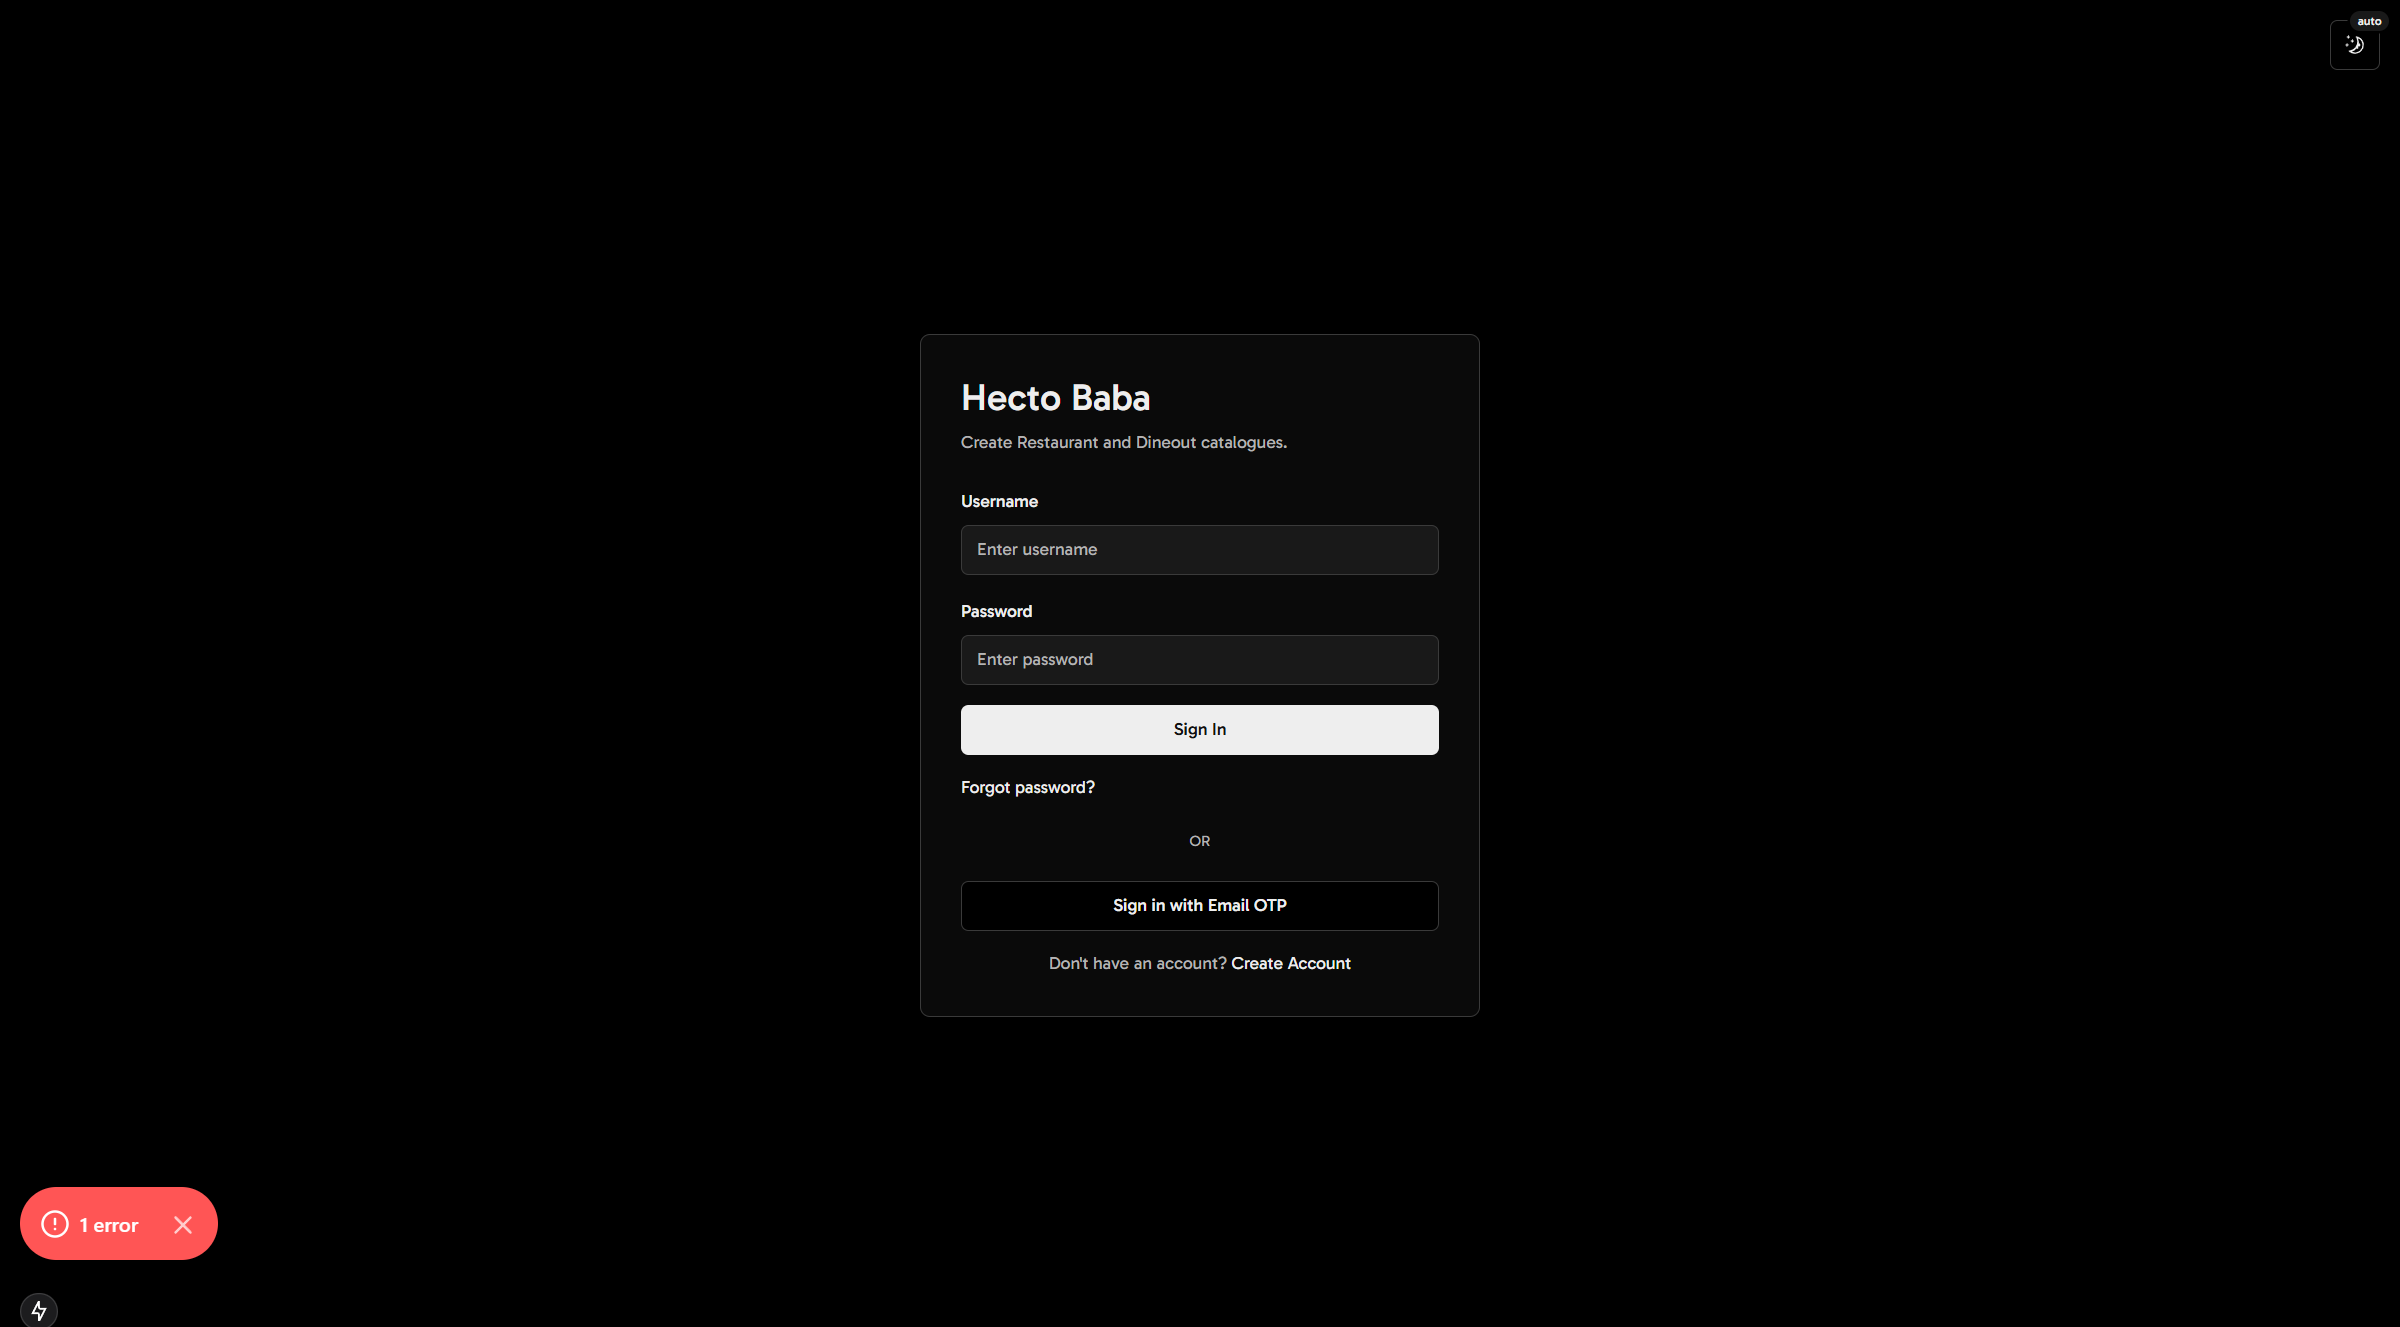 auto
Hecto Baba
Create Restaurant and Dineout catalogues.
Username
Enter username
Password
Enter password
Sign In
Forgot password?
OR
Sign in with Email OTP
Don't have an account? Create Account
1 error